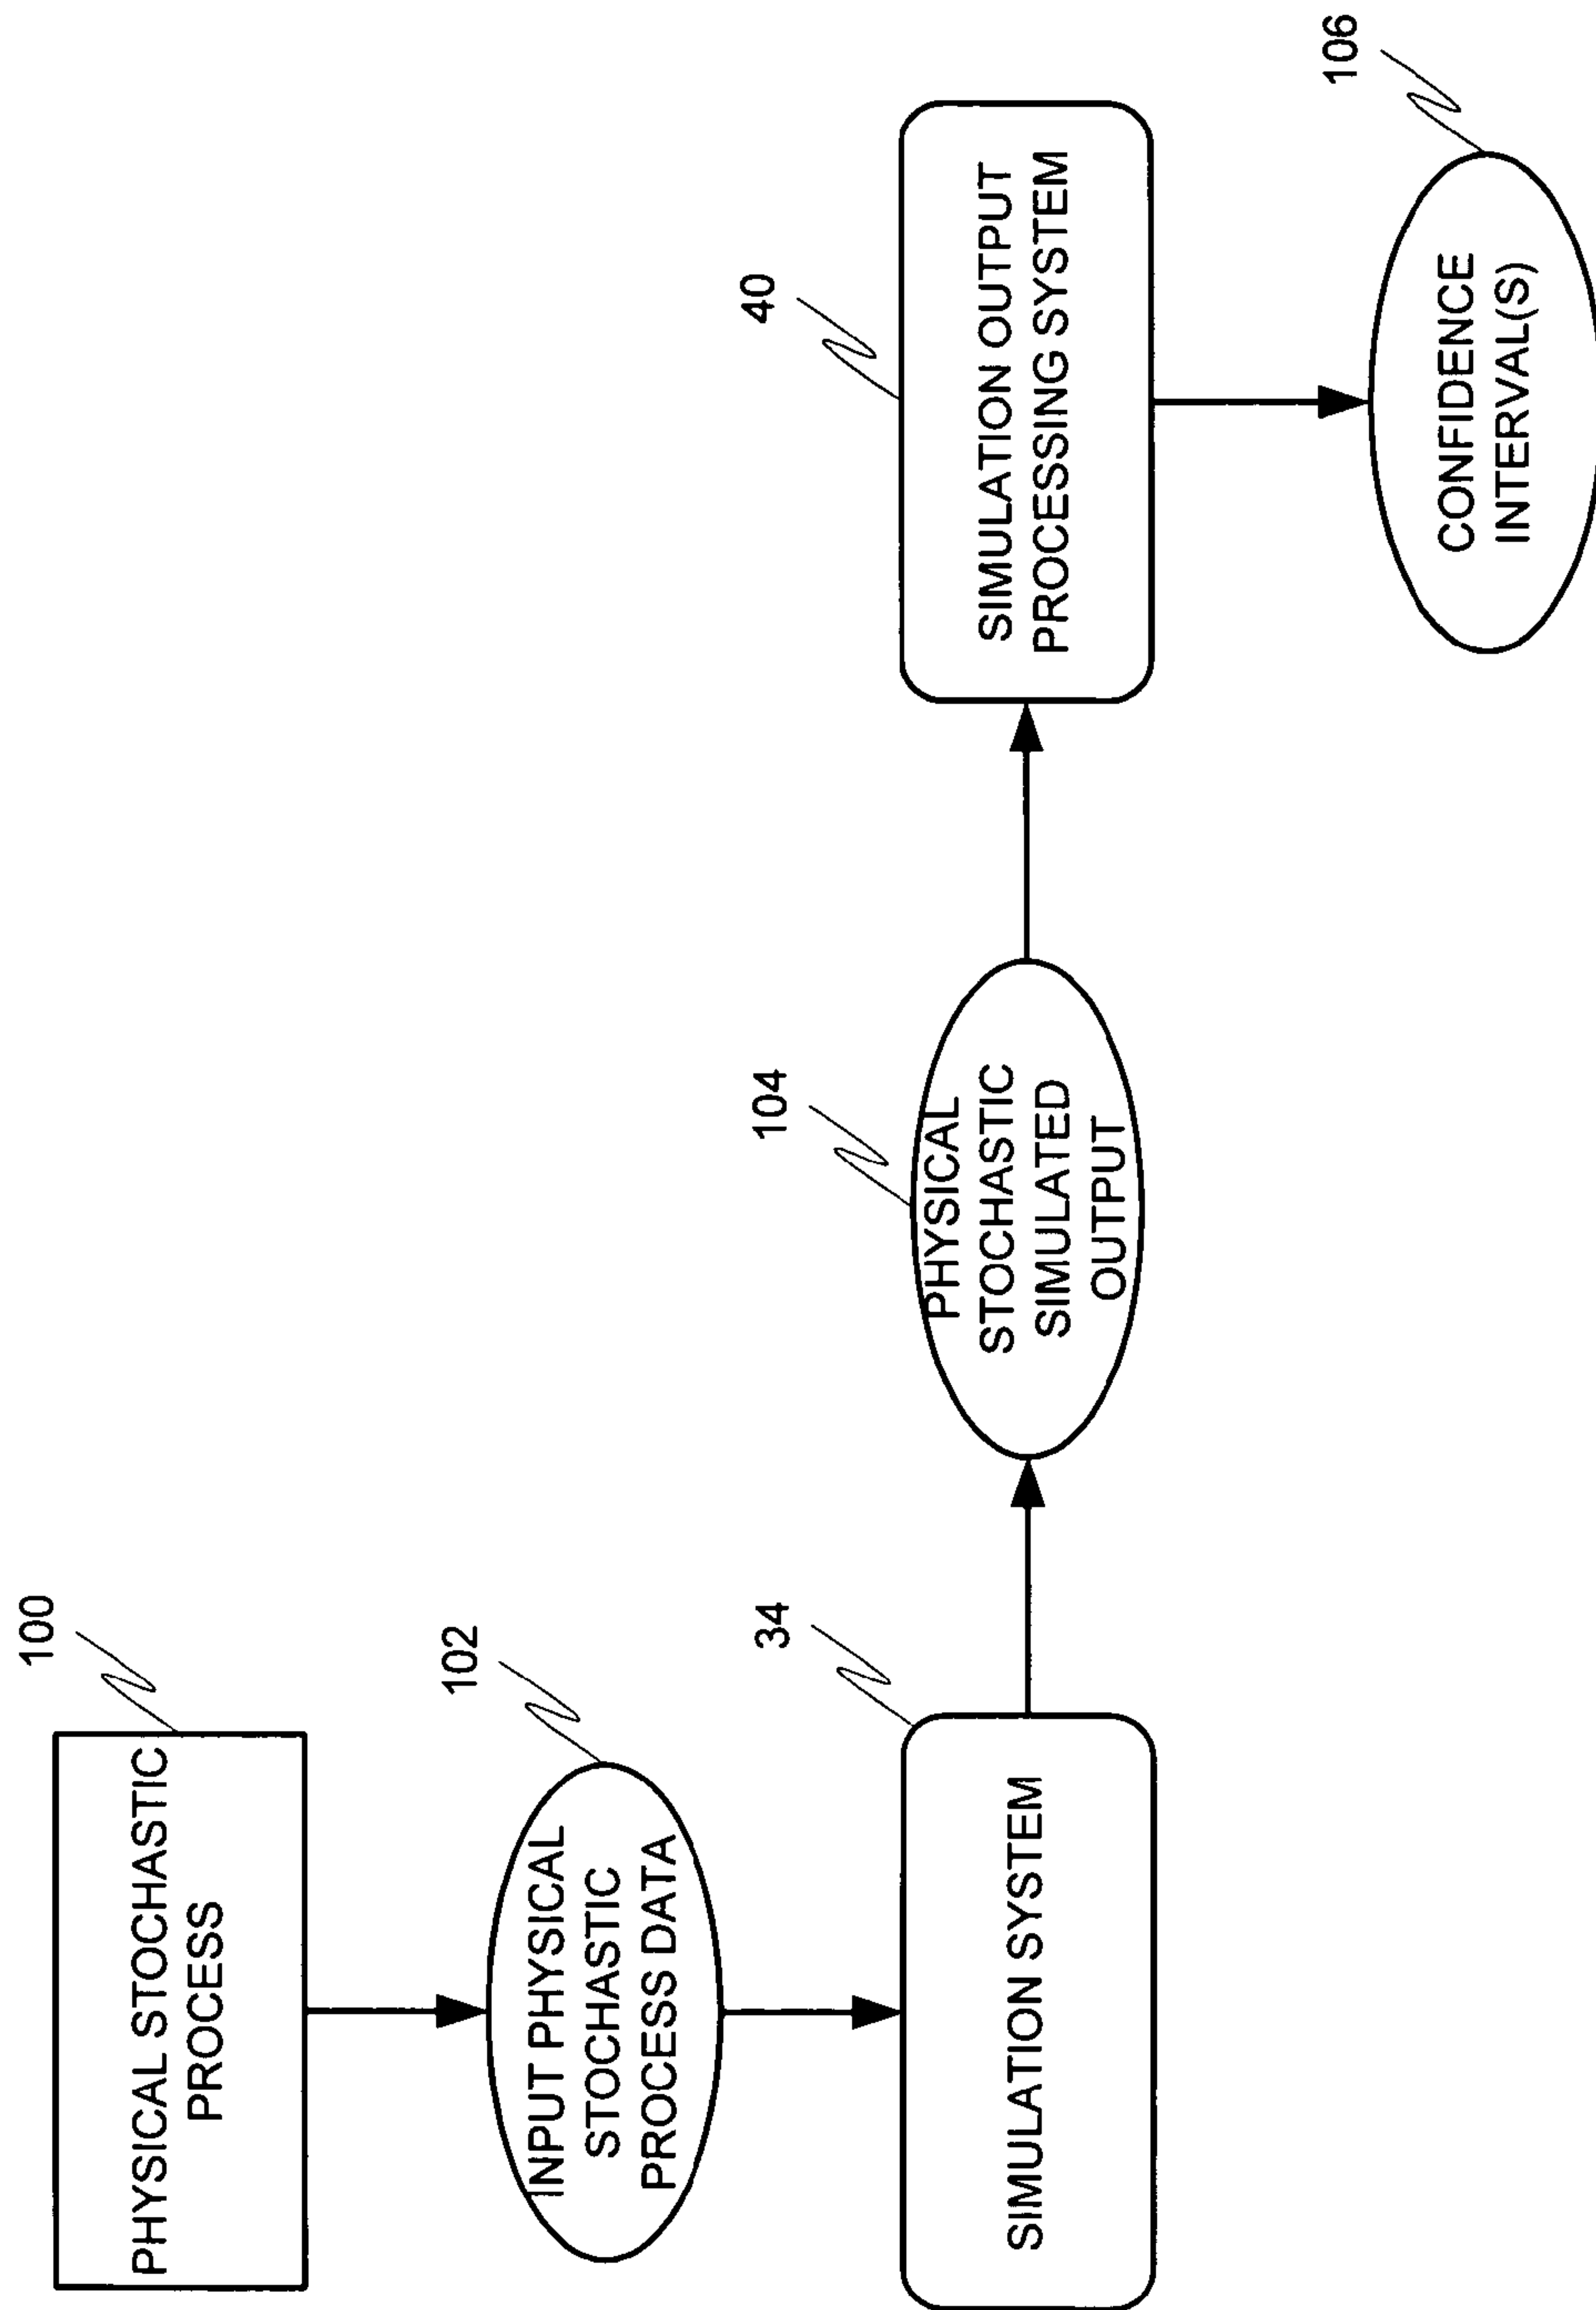 100
PHYSICAL STOCHASTIC
PROCESS
102
INPUT PHYSICAL
STOCHASTIC
PROCESS DATA
34
SIMULATION SYSTEM
104
PHYSICAL
STOCHASTIC
SIMULATED
OUTPUT
40
SIMULATION OUTPUT
PROCESSING SYSTEM
106
CONFIDENCE
INTERVAL(S)